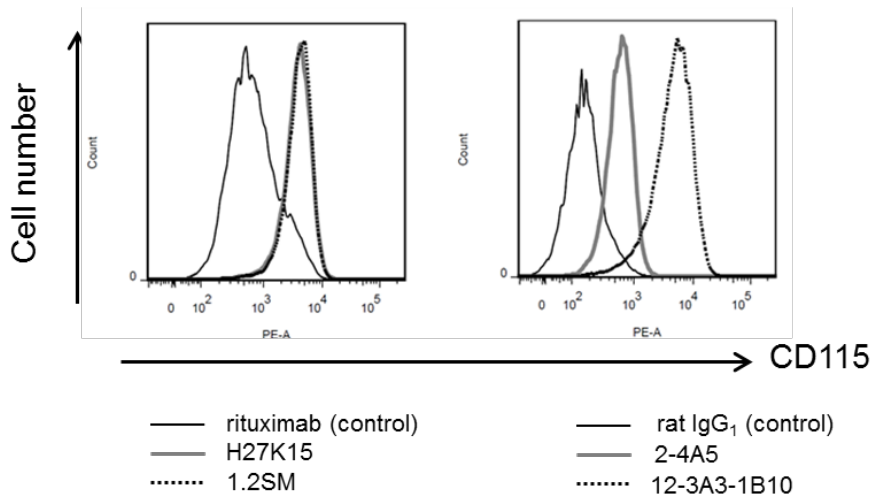 Cell number
Count
0
0 10² 10³ 10⁴ 10⁵
PE-A
Count
0
0 10² 10³ 10⁴ 10⁵
PE-A
CD115
rituximab (control)
H27K15
1.2SM
rat IgG₁ (control)
2-4A5
12-3A3-1B10